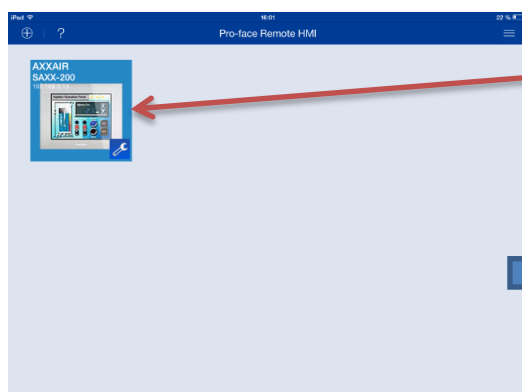 iPad
16:01
22 %
?
Pro-face Remote HMI
AXXAIR
SAXX-200